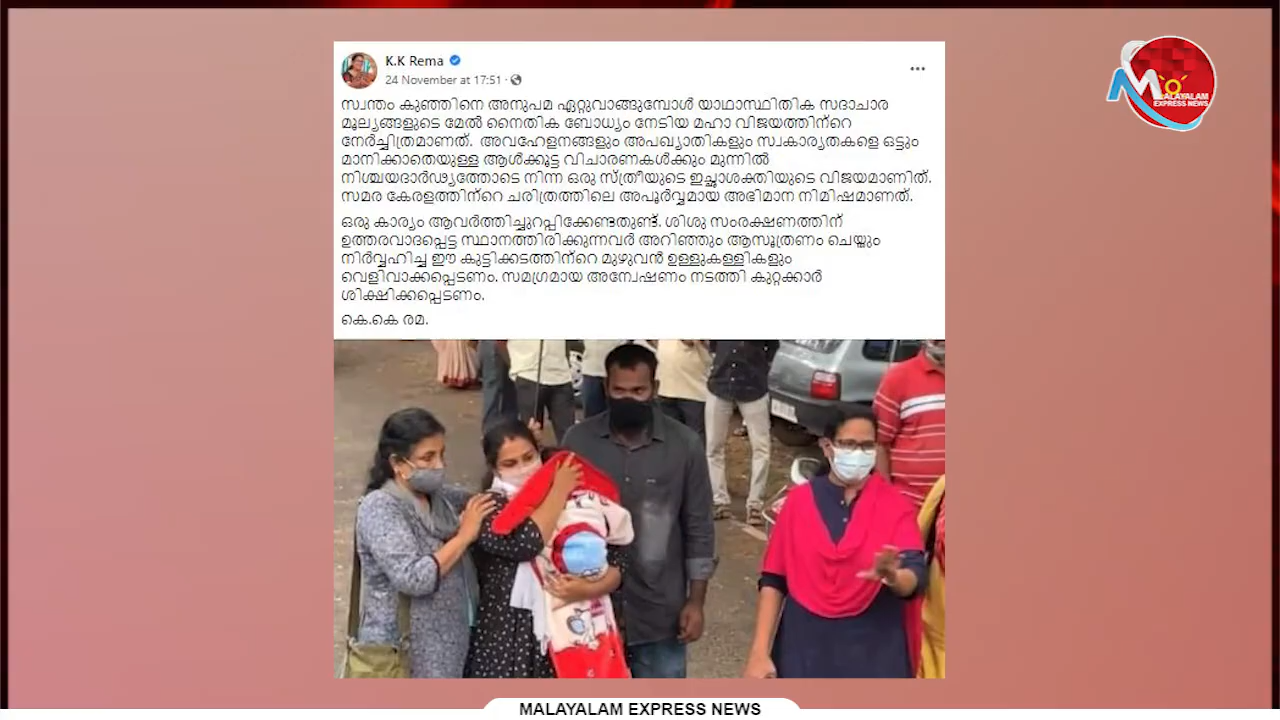 K.K Rema
24 November at 17:51 ·
സ്വന്തം കുഞ്ഞിനെ അനുപമ ഏറ്റുവാങ്ങുമ്പോൾ യാഥാസ്ഥിതിക സദാചാര
മൂല്യങ്ങളുടെ മേൽ നൈതിക ബോധ്യം നേടിയ മഹാ വിജയത്തിന്റെ
നേർച്ചിത്രമാണത്. അവഹേളനങ്ങളും അപഖ്യാതികളും സ്വകാര്യതകളെ ഒട്ടും
മാനിക്കാതെയുള്ള ആൾക്കൂട്ട വിചാരണകൾക്കും മുന്നിൽ
നിശ്ചയദാർഢ്യത്തോടെ നിന്ന ഒരു സ്ത്രീയുടെ ഇച്ഛാശക്തിയുടെ വിജയമാണിത്.
സമര കേരളത്തിന്റെ ചരിത്രത്തിലെ അപൂർവ്വമായ അഭിമാന നിമിഷമാണത്.
ഒരു കാര്യം ആവർത്തിച്ചുറപ്പിക്കേണ്ടതുണ്ട്. ശിശു സംരക്ഷണത്തിന്
ഉത്തരവാദപ്പെട്ട സ്ഥാനത്തിരിക്കുന്നവർ അറിഞ്ഞും ആസൂത്രണം ചെയ്തും
നിർവ്വഹിച്ച ഈ കുട്ടിക്കടത്തിന്റെ മുഴുവൻ ഉള്ളുകള്ളികളും
വെളിവാക്കപ്പെടണം. സമഗ്രമായ അന്വേഷണം നടത്തി കുറ്റക്കാർ
ശിക്ഷിക്കപ്പെടണം.
കെ.കെ രമ.
MALAYALAM
EXPRESS NEWS
MALAYALAM EXPRESS NEWS